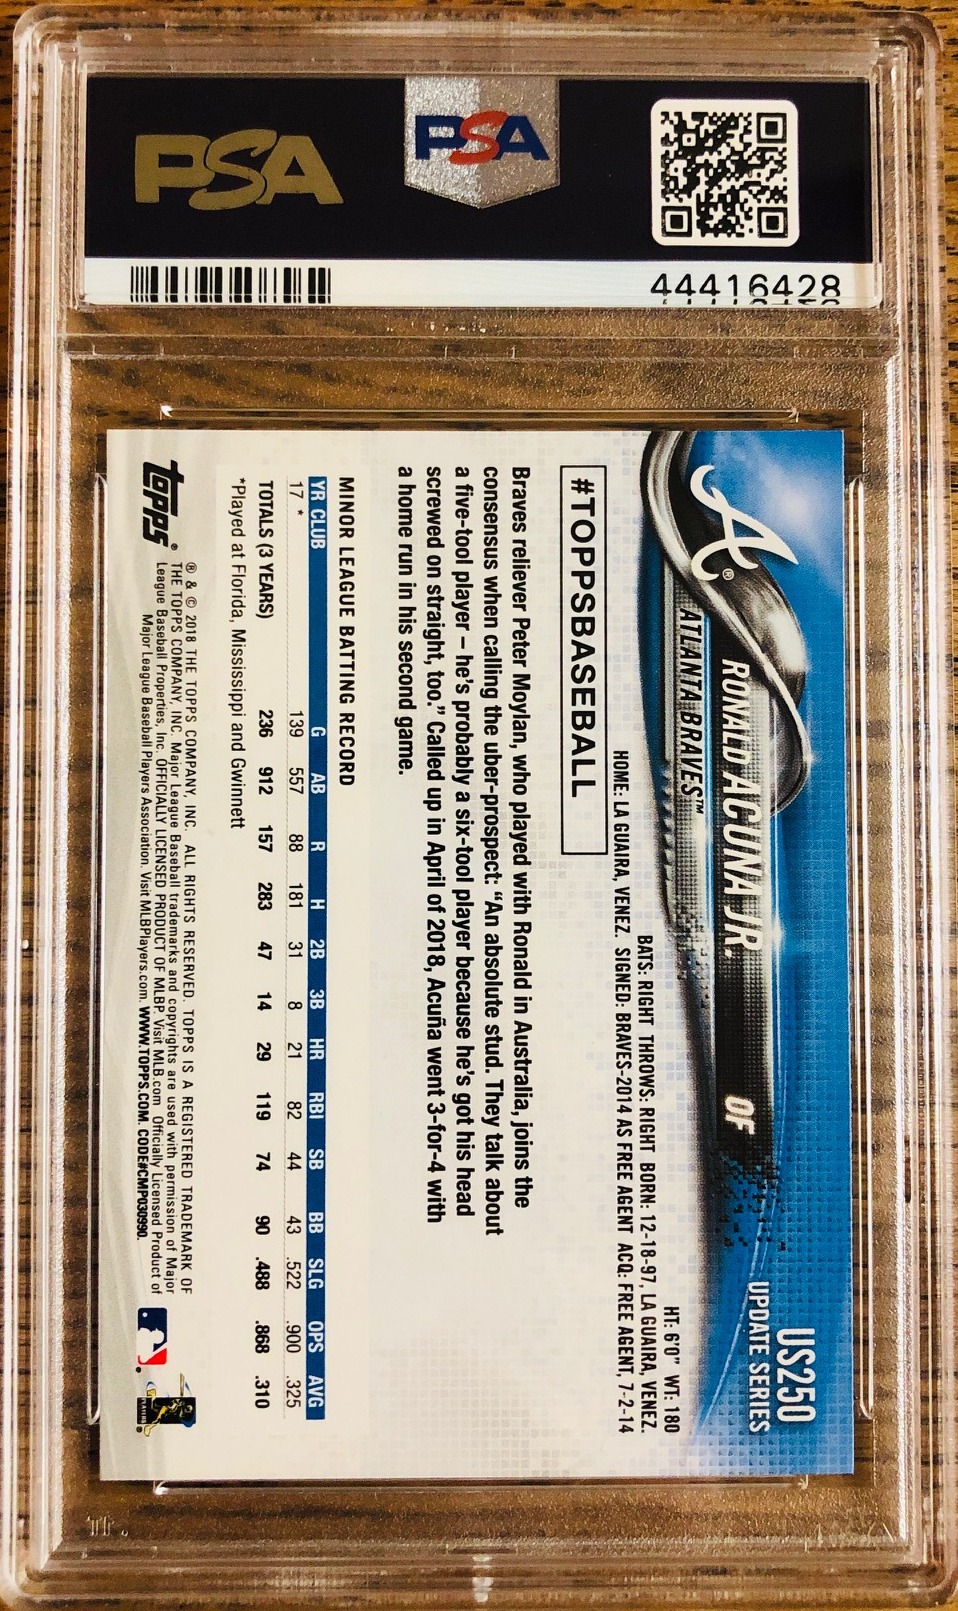 PSA
PSA
44416428
US250
UPDATE SERIES
A®
RONALD ACUNA JR.
OF
ATLANTA BRAVES™
HT: 6'0" WT: 180
BATS: RIGHT THROWS: RIGHT BORN: 12-18-97, LA GUAIRA, VENEZ.
HOME: LA GUAIRA, VENEZ. SIGNED: BRAVES-2014 AS FREE AGENT ACQ: FREE AGENT, 7-2-14
#TOPPSBASEBALL
Braves reliever Peter Moylan, who played with Ronald in Australia, joins the
consensus when calling the uber-prospect: “An absolute stud. They talk about
a five-tool player – he's probably a six-tool player because he's got his head
screwed on straight, too.” Called up in April of 2018, Acuña went 3-for-4 with
a home run in his second game.
MINOR LEAGUE BATTING RECORD
YR CLUB G AB R H 2B 3B HR RBI SB BB SLG OPS AVG
17 * 139 557 88 181 31 8 21 82 44 43 .522 .900 .325
TOTALS (3 YEARS) 236 912 157 283 47 14 29 119 74 90 .488 .868 .310
*Played at Florida, Mississippi and Gwinnett
topps®
® & © 2018 THE TOPPS COMPANY, INC. ALL RIGHTS RESERVED. TOPPS IS A REGISTERED TRADEMARK OF
THE TOPPS COMPANY, INC. Major League Baseball trademarks and copyrights are used with permission of Major
League Baseball Properties, Inc. OFFICIALLY LICENSED PRODUCT OF MLBP. Visit MLB.com. Officially Licensed Product of
Major League Baseball Players Association. Visit MLBPlayers.com. WWW.TOPPS.COM. CODE#CMP030990.